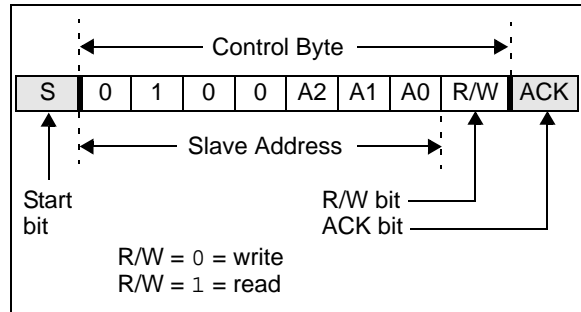 Control Byte
S 0 1 0 0 A2 A1 A0 R/W ACK
Slave Address
Start
bit
R/W bit
ACK bit
R/W = 0 = write
R/W = 1 = read